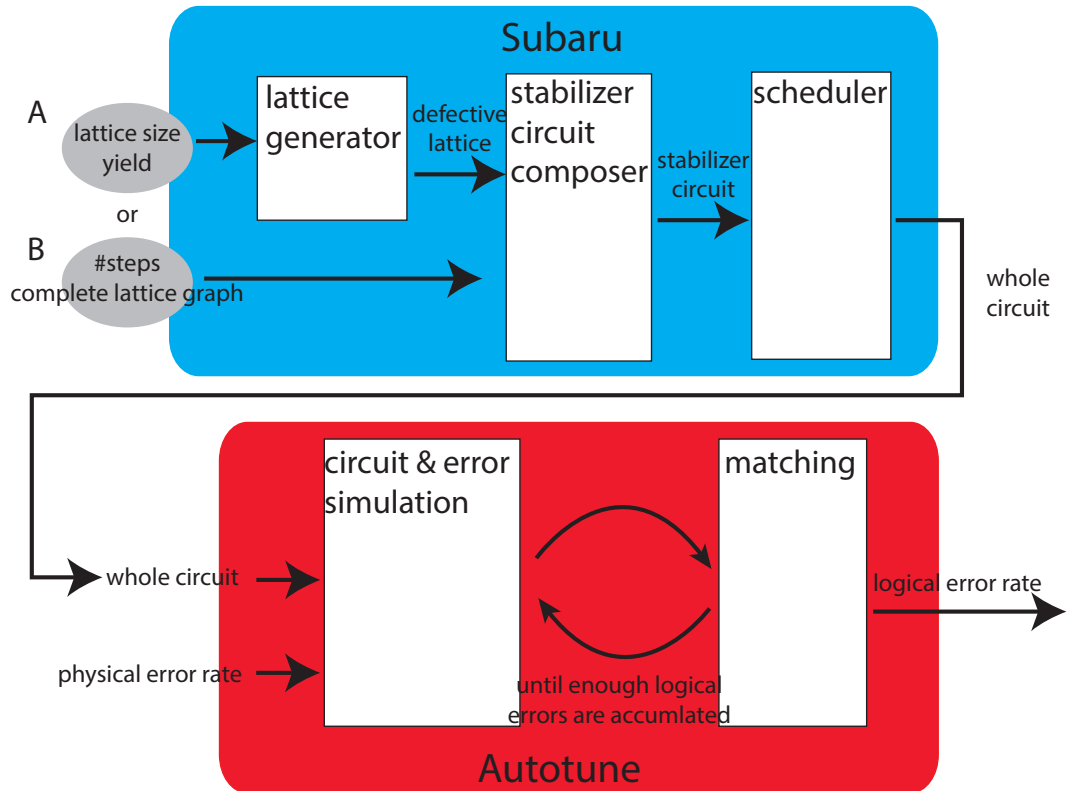 Subaru
A
lattice size
yield
or
B
#steps
complete lattice graph
lattice
generator
defective
lattice
stabilizer
circuit
composer
stabilizer
circuit
scheduler
whole
circuit
circuit & error
simulation
matching
whole circuit
physical error rate
until enough logical
errors are accumlated
logical error rate
Autotune